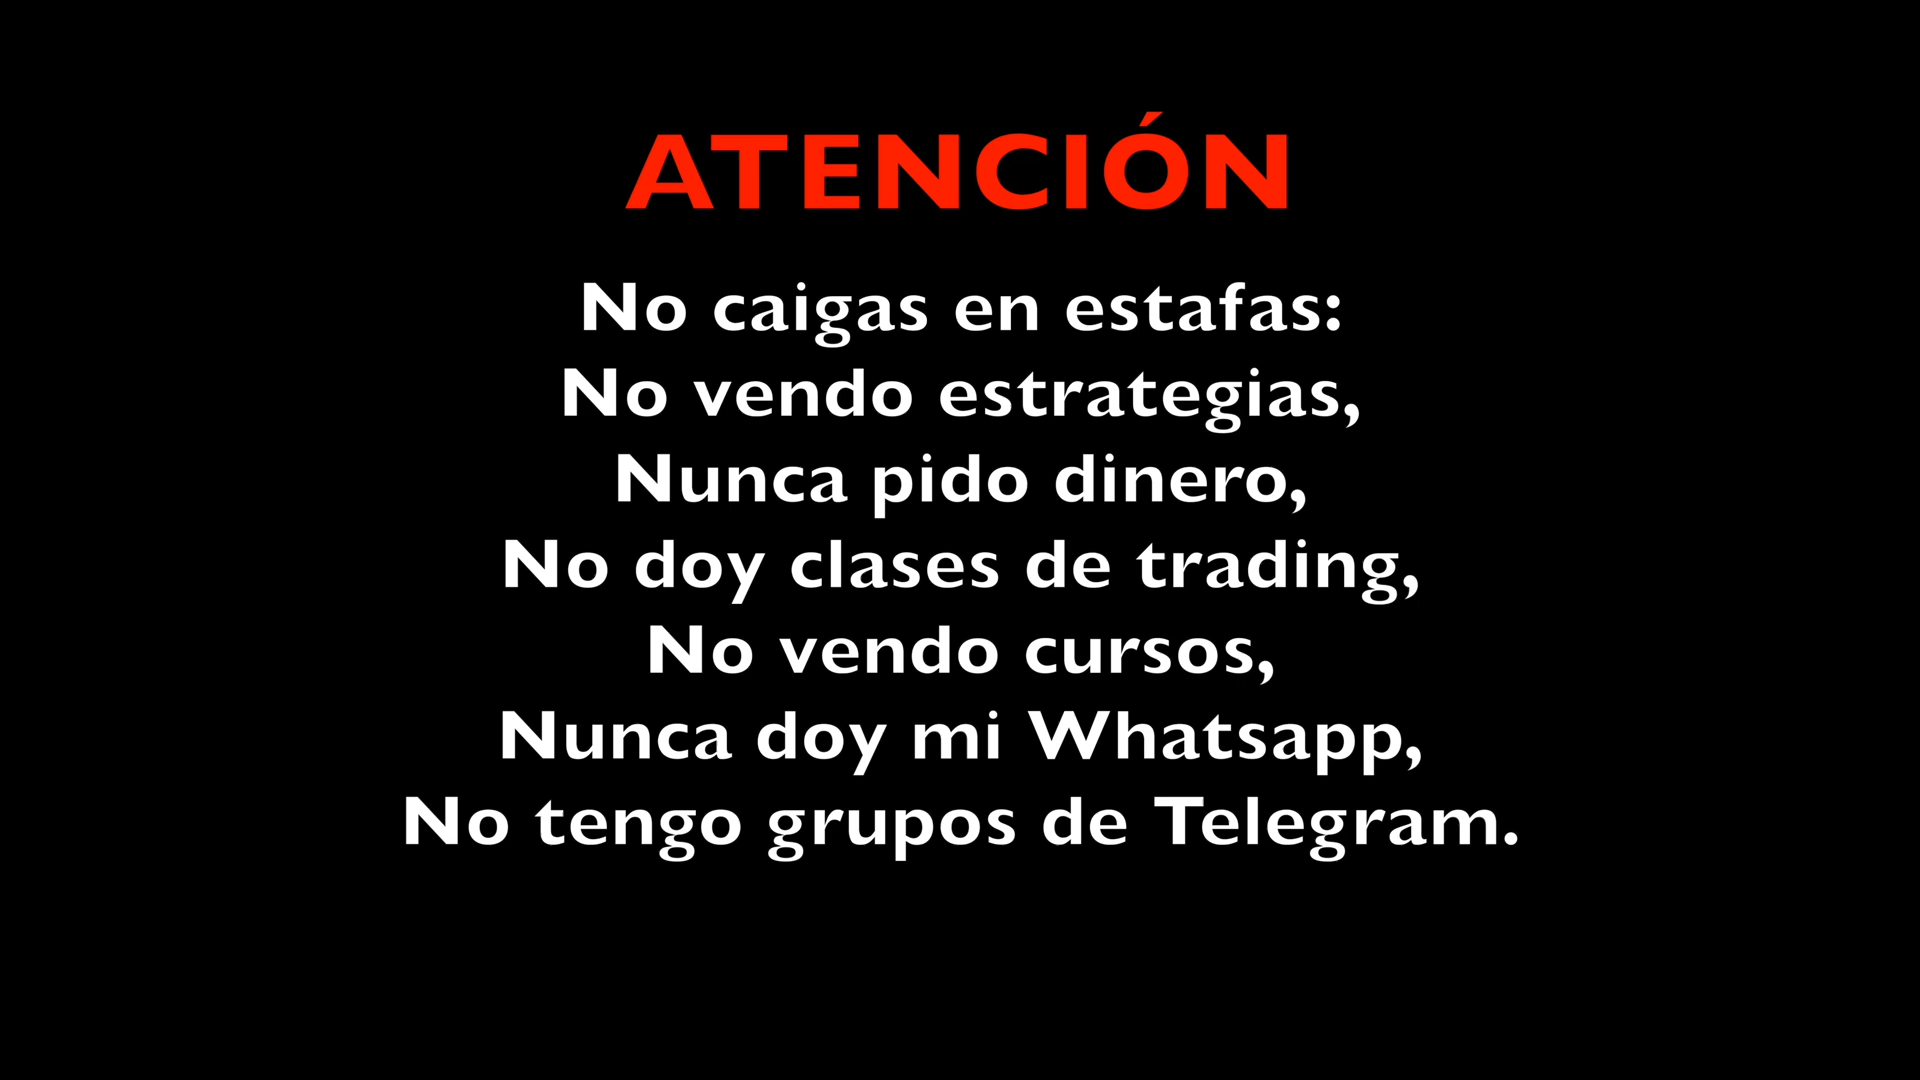 ATENCIÓN
No caigas en estafas:
No vendo estrategias,
Nunca pido dinero,
No doy clases de trading,
No vendo cursos,
Nunca doy mi Whatsapp,
No tengo grupos de Telegram.